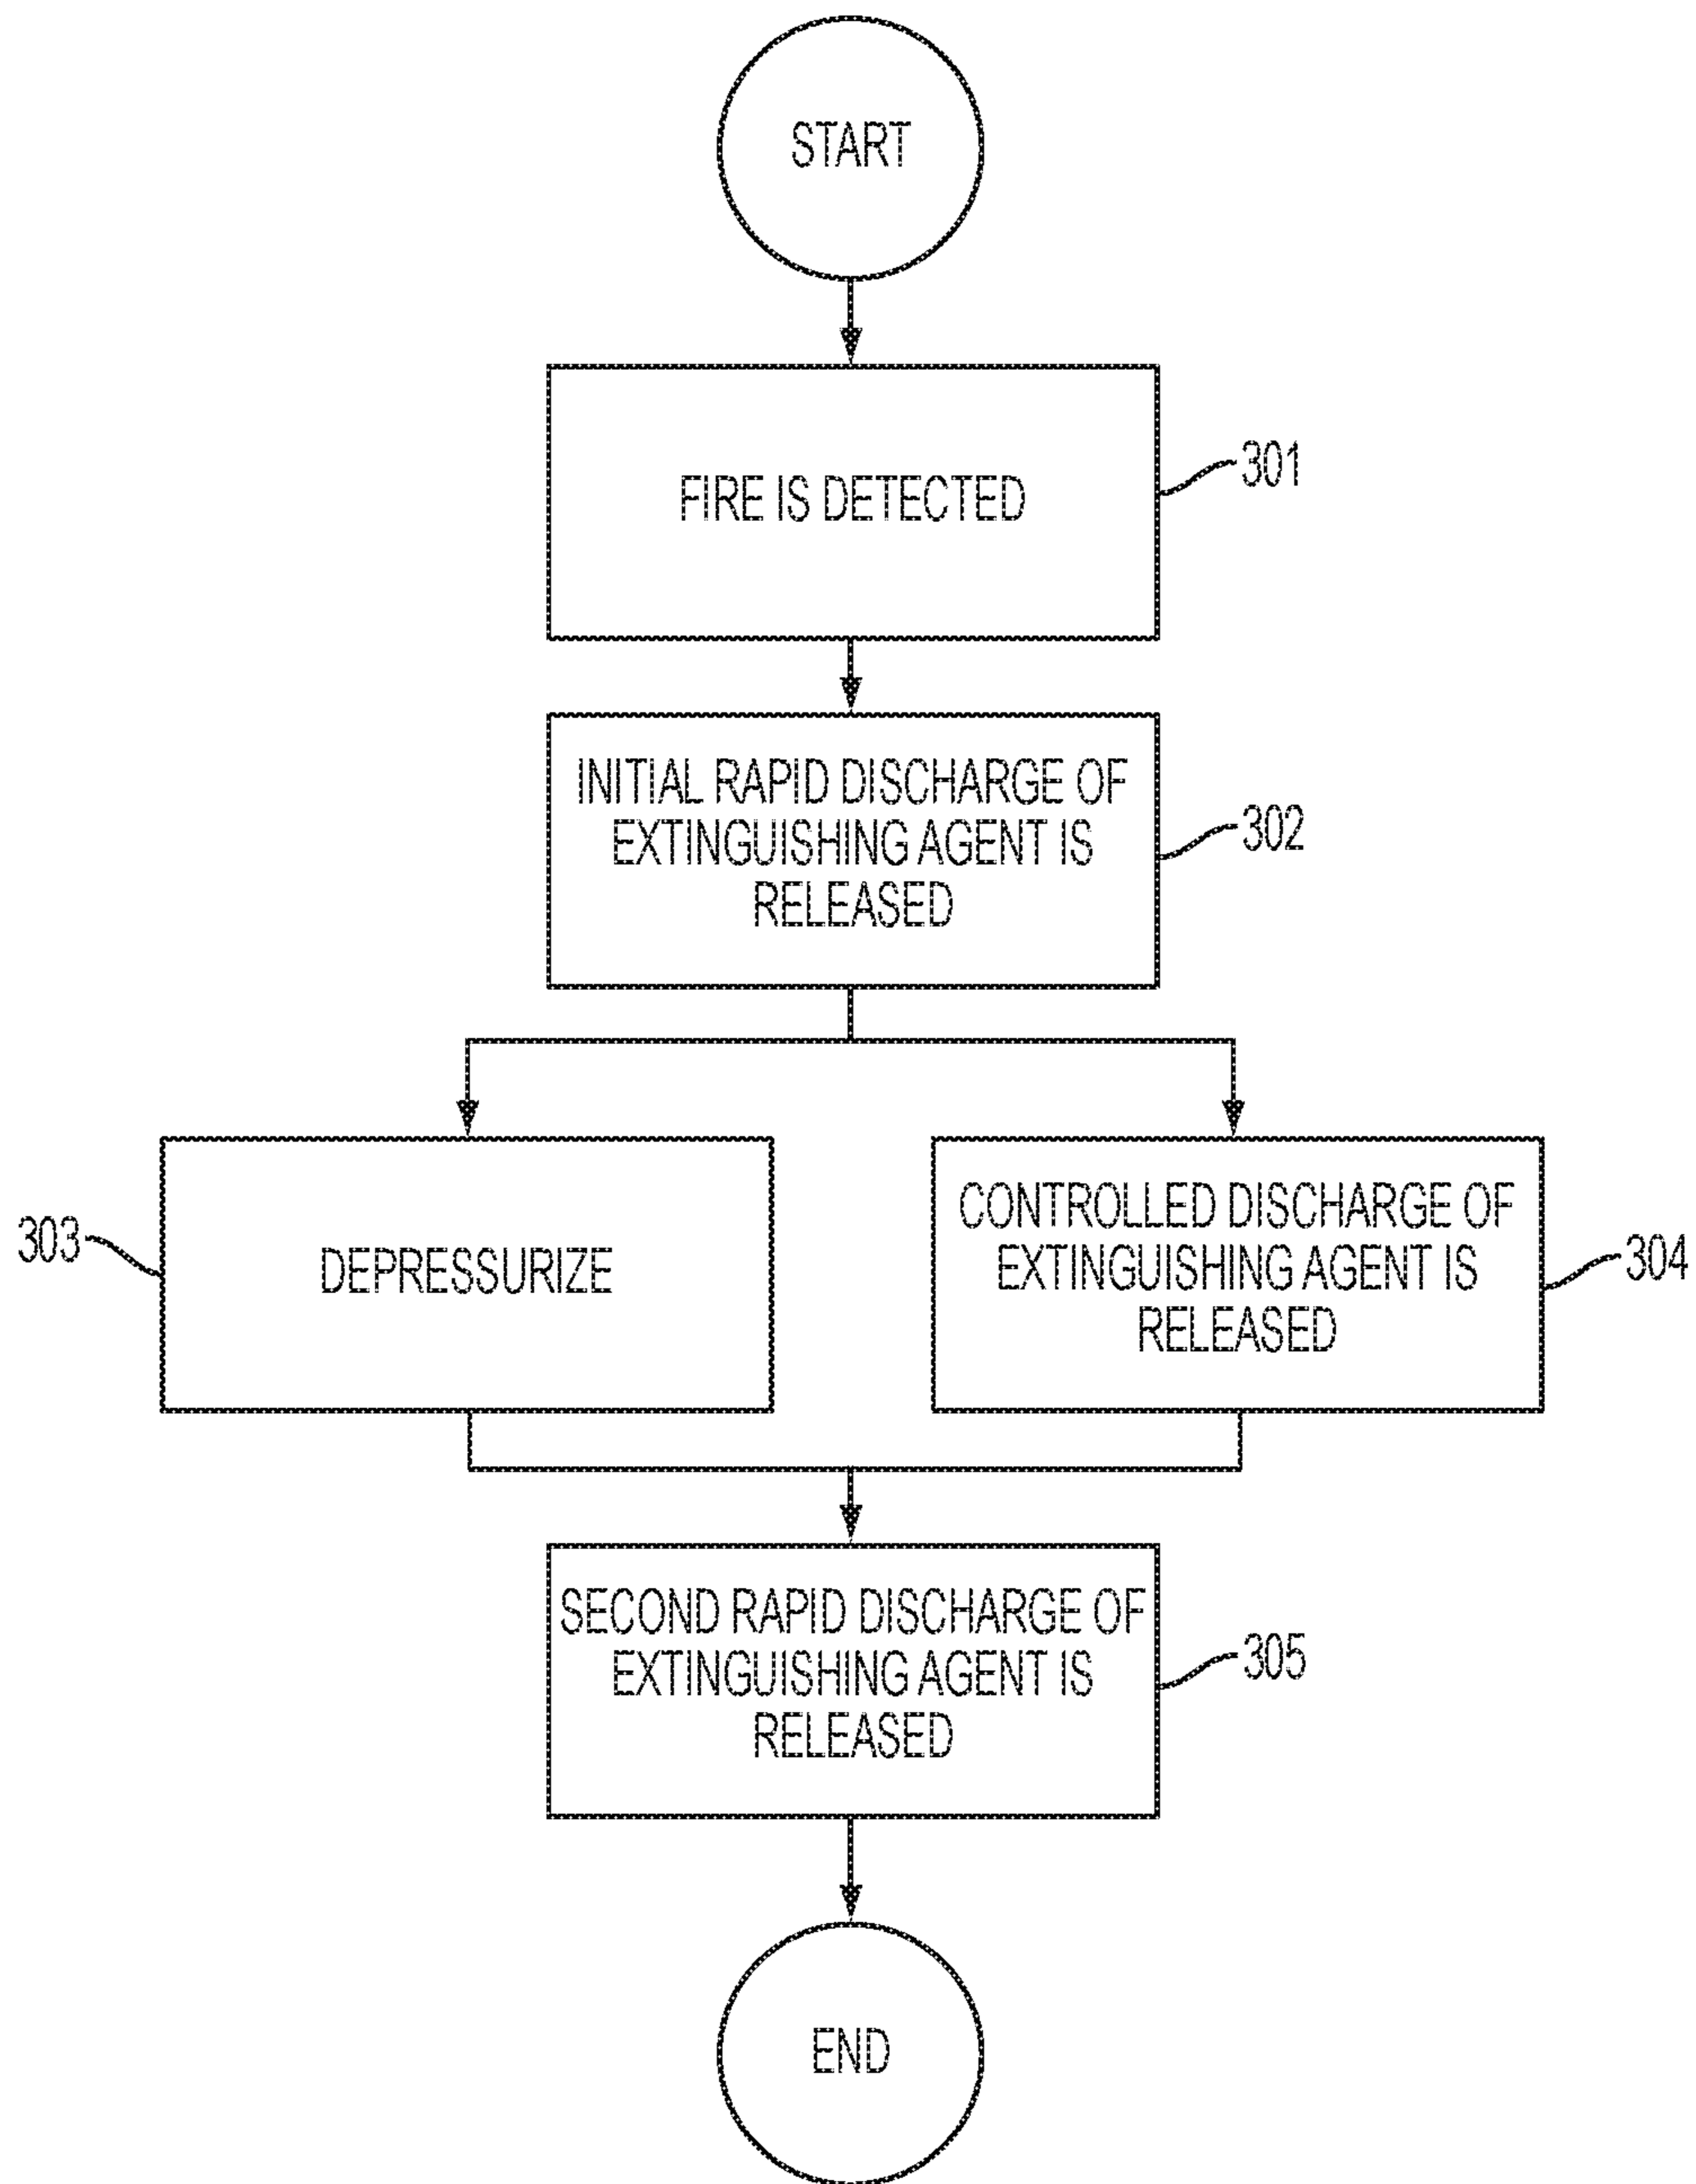 START
FIRE IS DETECTED
301
INITIAL RAPID DISCHARGE OF
EXTINGUISHING AGENT IS
RELEASED
302
303
DEPRESSURIZE
CONTROLLED DISCHARGE OF
EXTINGUISHING AGENT IS
RELEASED
304
SECOND RAPID DISCHARGE OF
EXTINGUISHING AGENT IS
RELEASED
305
END